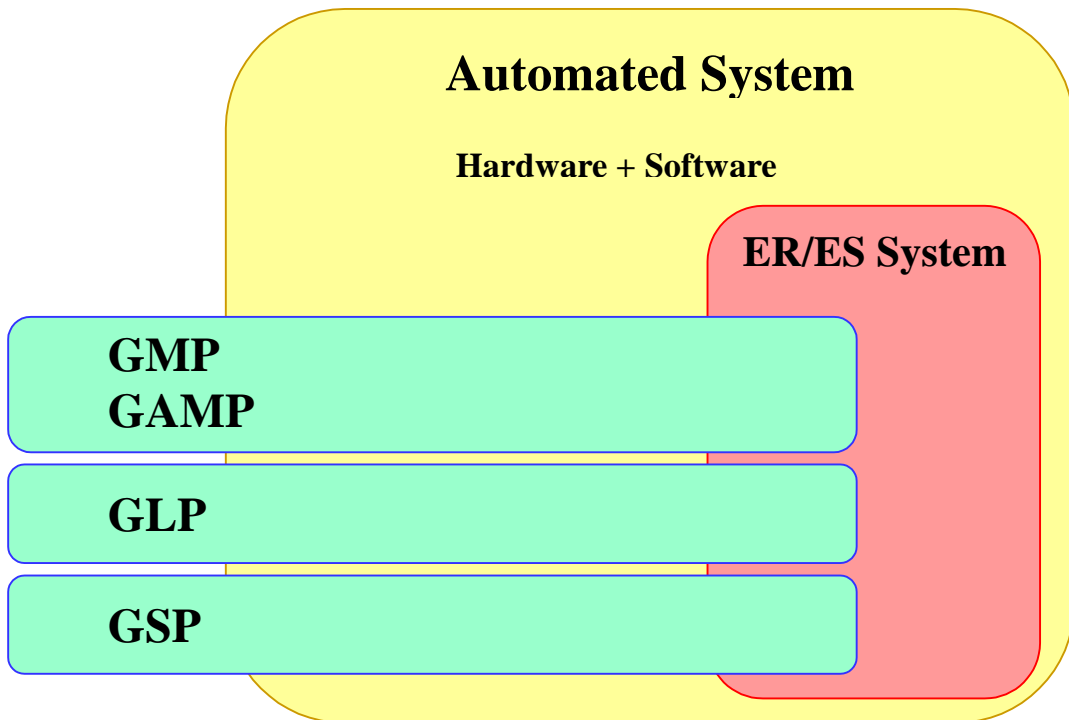 Automated System
Hardware + Software
ER/ES System
GMP
GAMP
GLP
GSP